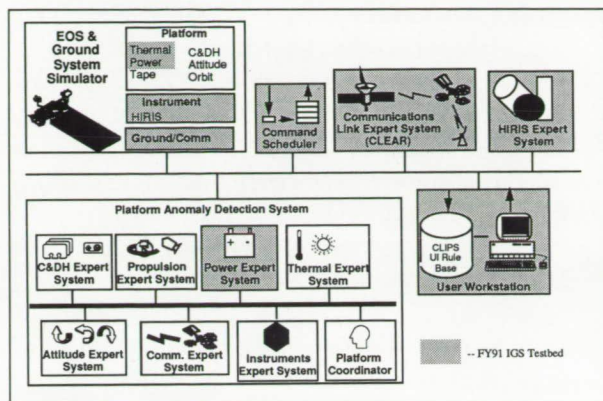 EOS &
Ground
System
Simulator
Platform
Thermal
Power
Tape
C&DH
Attitude
Orbit
Instrument
HIRIS
Ground/Comm
Command
Scheduler
Communications
Link Expert System
(CLEAR)
HIRIS Expert
System
Platform Anomaly Detection System
C&DH Expert
System
Propulsion
Expert System
Power Expert
System
Thermal Expert
System
Attitude Expert
System
Comm. Expert
System
Instruments
Expert System
Platform
Coordinator
CLIPS
UI Rule
Base
User Workstation
-- FY91 IGS Testbed